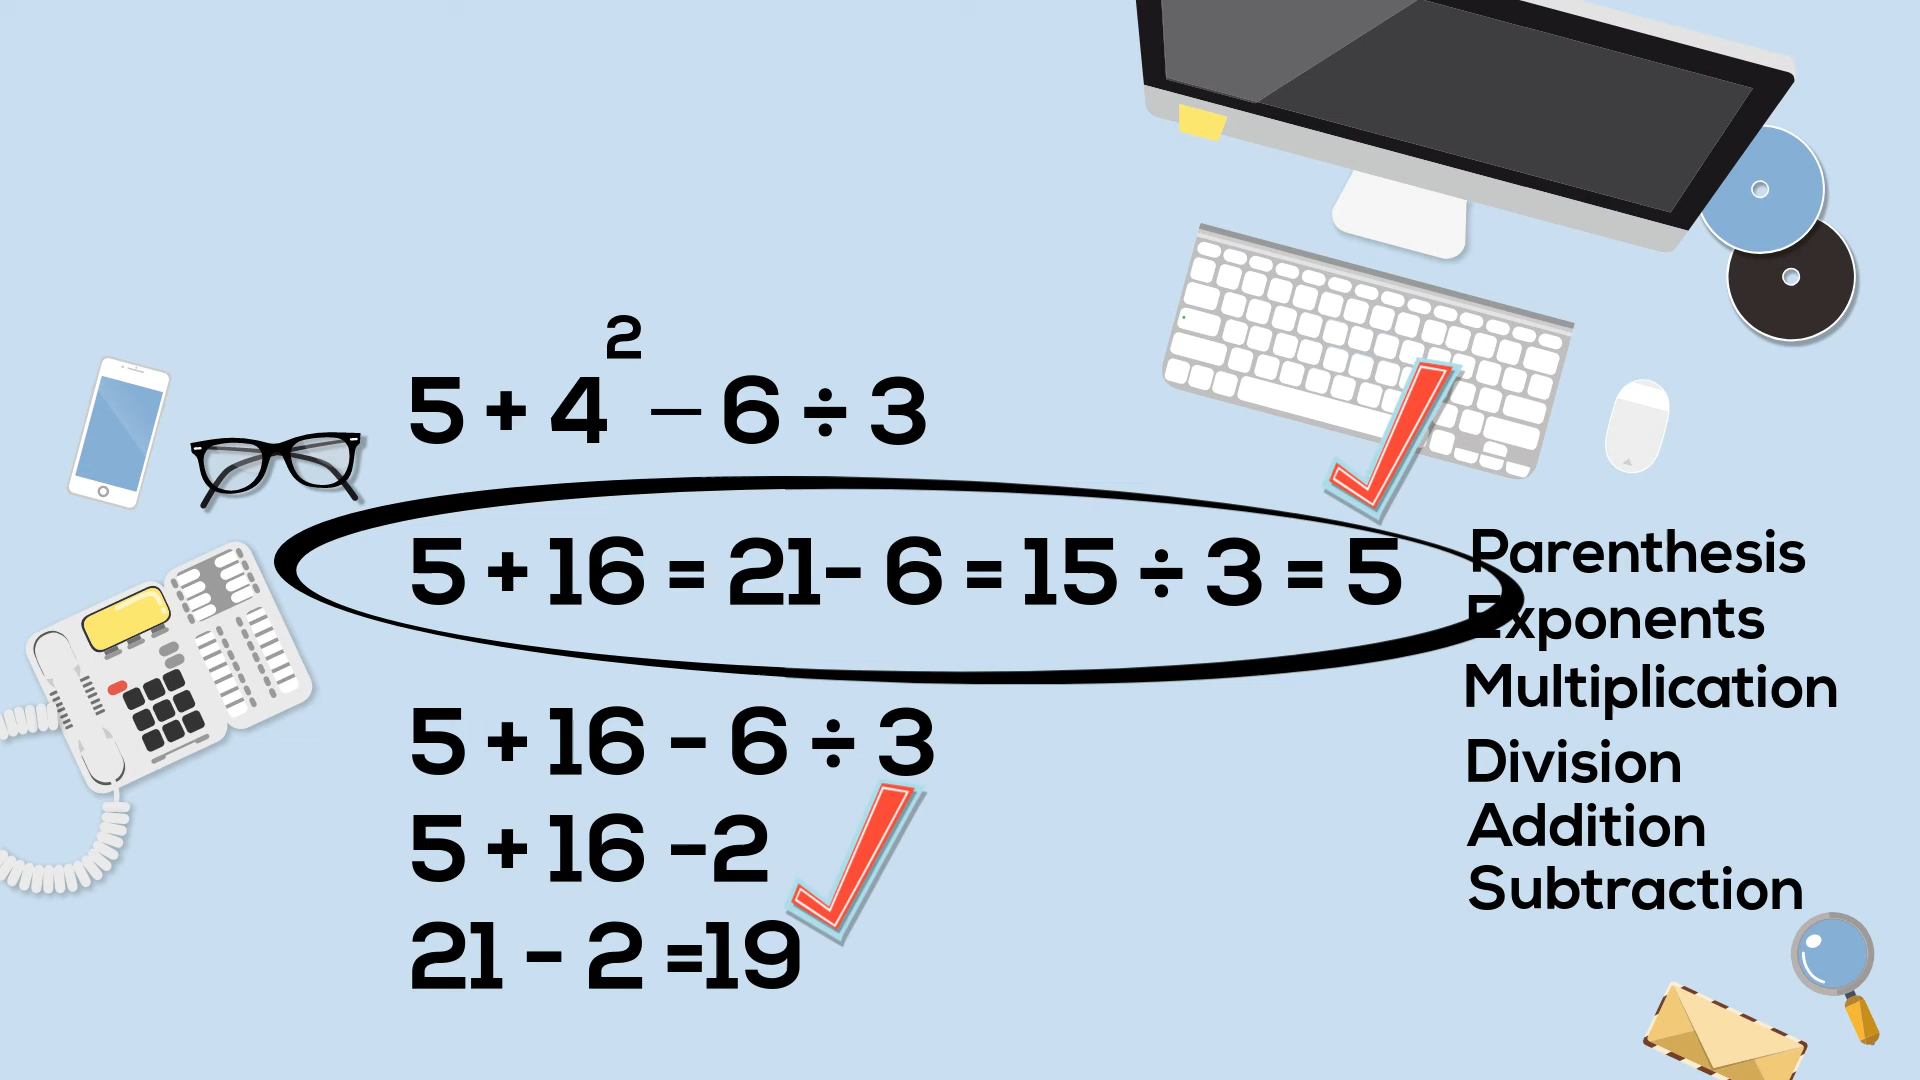 5 + 4² – 6 ÷ 3
5 + 16 = 21- 6 = 15 ÷ 3 = 5
5 + 16 - 6 ÷ 3
5 + 16 -2
21 - 2 =19
Parenthesis
Exponents
Multiplication
Division
Addition
Subtraction